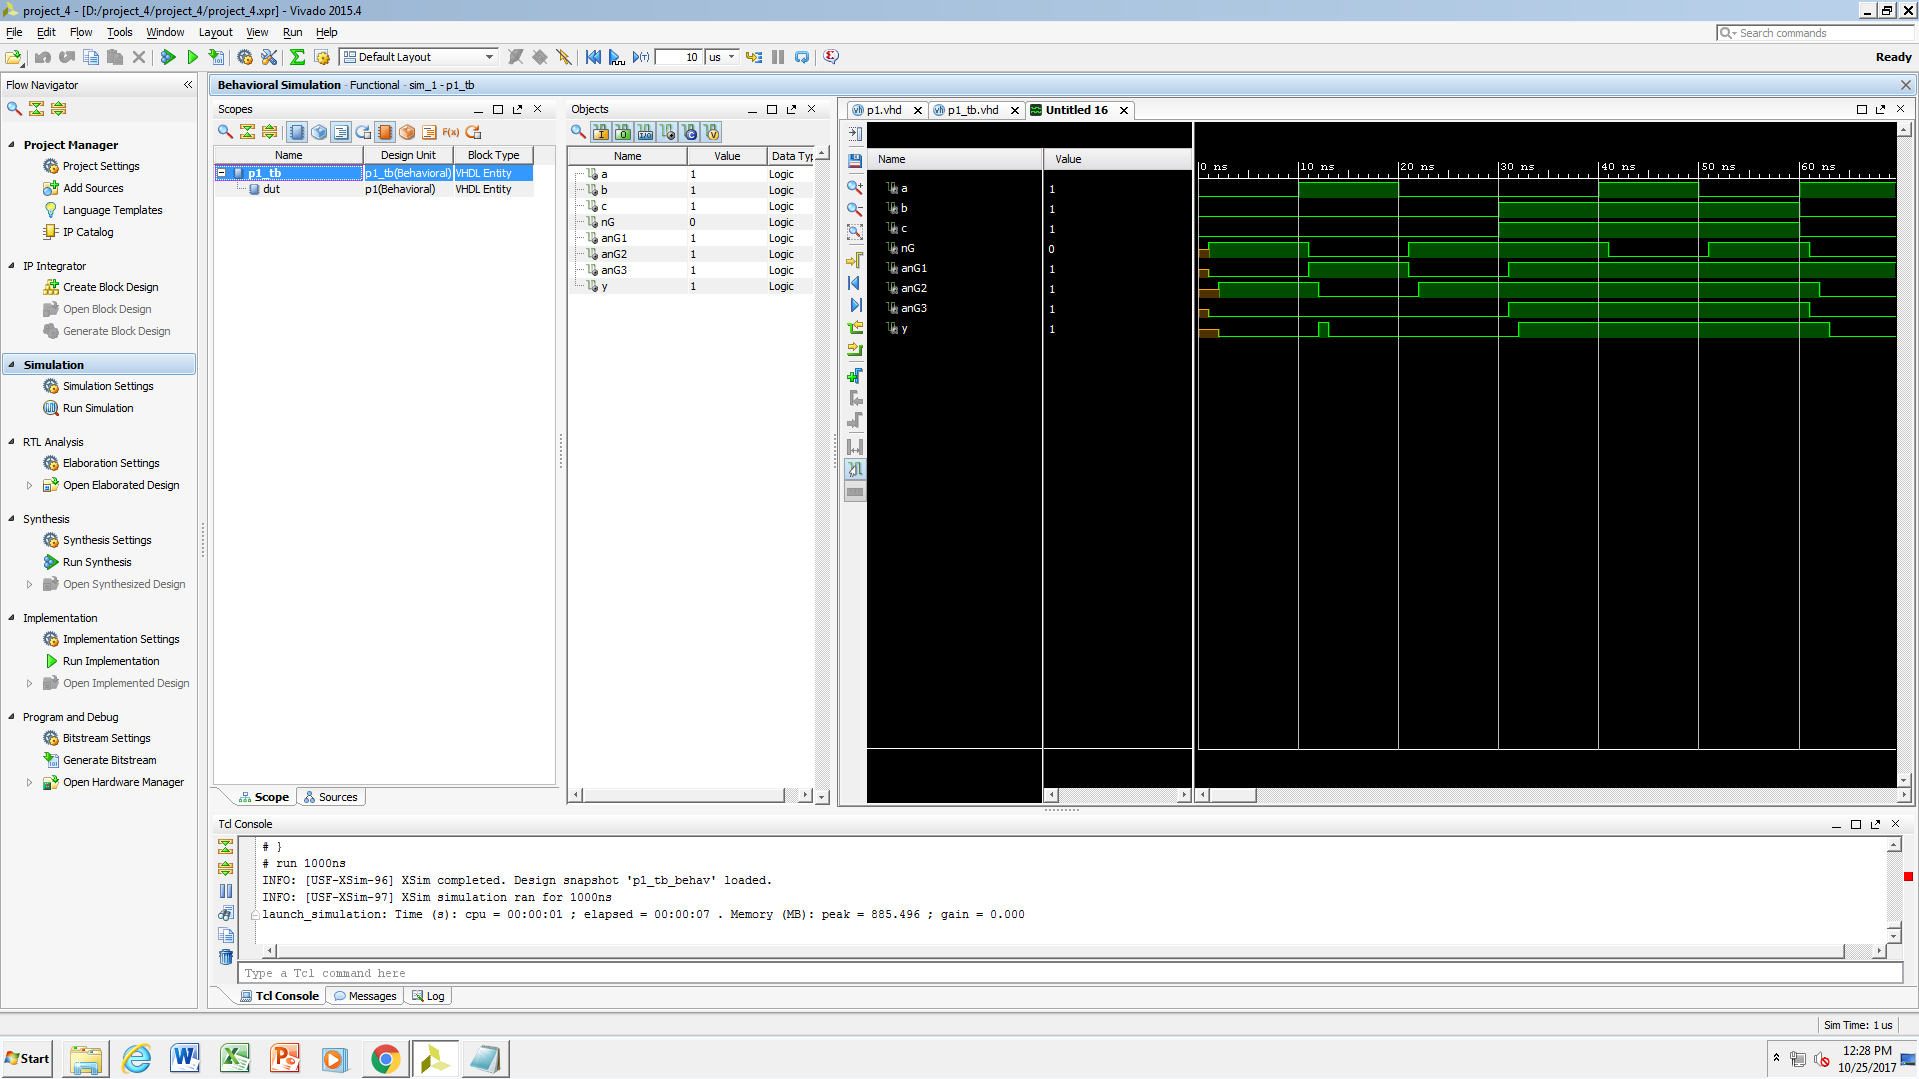 project_4 - [D:/project_4/project_4/project_4.xpr] - Vivado 2015.4
File Edit Flow Tools Window Layout View Run Help
Search commands
Default Layout
10 us
Ready
Flow Navigator
Project Manager
Project Settings
Add Sources
Language Templates
IP Catalog
IP Integrator
Create Block Design
Open Block Design
Generate Block Design
Simulation
Simulation Settings
Run Simulation
RTL Analysis
Elaboration Settings
Open Elaborated Design
Synthesis
Synthesis Settings
Run Synthesis
Open Synthesized Design
Implementation
Implementation Settings
Run Implementation
Open Implemented Design
Program and Debug
Bitstream Settings
Generate Bitstream
Open Hardware Manager
Behavioral Simulation - Functional - sim_1 - p1_tb
Scopes
F(x)
Name Design Unit Block Type
p1_tb p1_tb(Behavioral) VHDL Entity
dut p1(Behavioral) VHDL Entity
Scope Sources
Objects
Name Value Data Typ
a 1 Logic
b 1 Logic
c 1 Logic
nG 0 Logic
anG1 1 Logic
anG2 1 Logic
anG3 1 Logic
y 1 Logic
p1.vhd p1_tb.vhd Untitled 16
Name Value
a 1
b 1
c 1
nG 0
anG1 1
anG2 1
anG3 1
y 1
0 ns 10 ns 20 ns 30 ns 40 ns 50 ns 60 ns
Tcl Console
# }
# run 1000ns
INFO: [USF-XSim-96] XSim completed. Design snapshot 'p1_tb_behav' loaded.
INFO: [USF-XSim-97] XSim simulation ran for 1000ns
launch_simulation: Time (s): cpu = 00:00:01 ; elapsed = 00:00:07 . Memory (MB): peak = 885.496 ; gain = 0.000
Type a Tcl command here
Tcl Console Messages Log
Sim Time: 1 us
Start
12:28 PM
10/25/2017